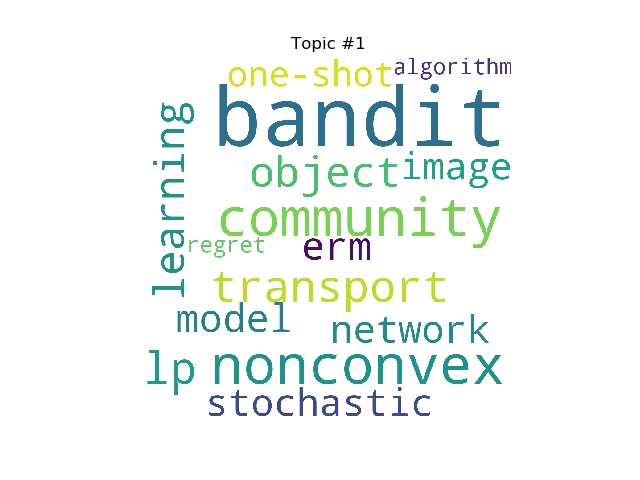 Topic #1
one-shot algorithm
bandit
learning
object image
community
regret erm
transport
model network
lp nonconvex
stochastic